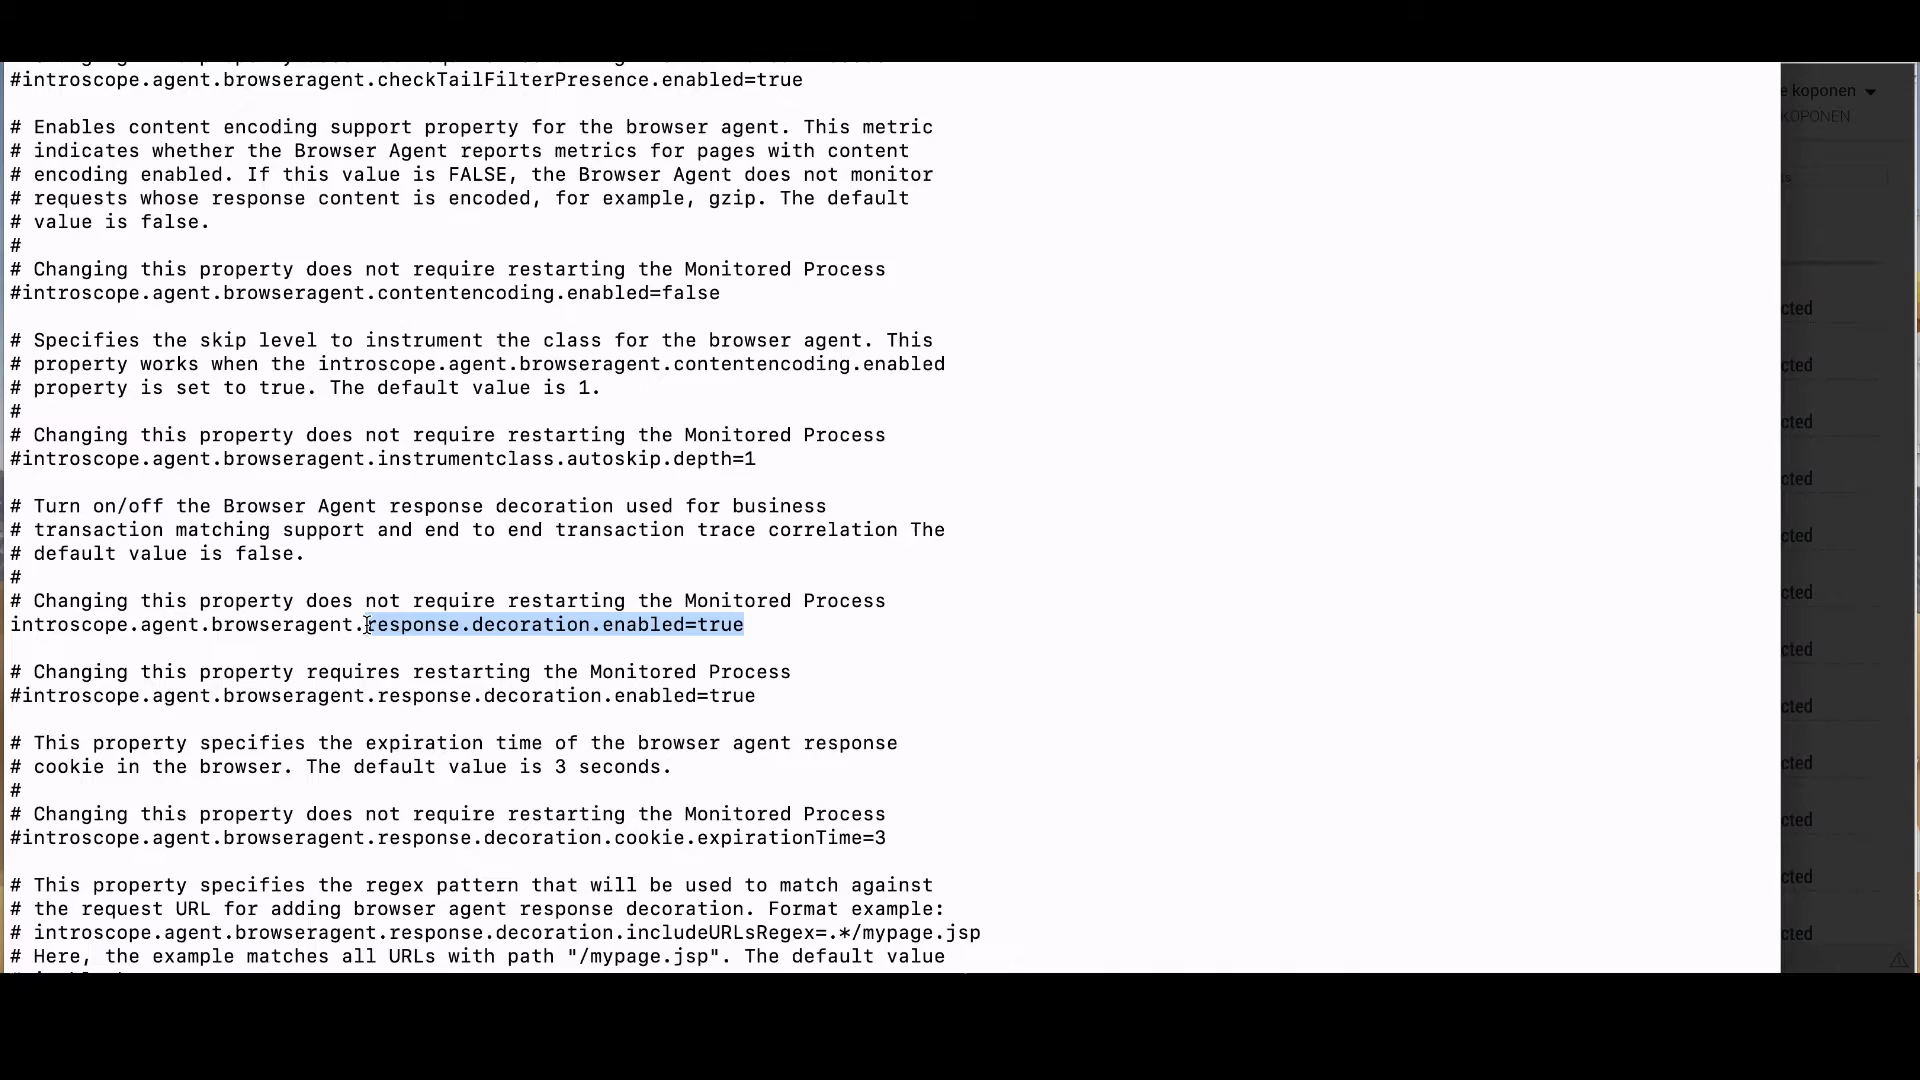 #introscope.agent.browseragent.checkTailFilterPresence.enabled=true
# Enables content encoding support property for the browser agent. This metric
# indicates whether the Browser Agent reports metrics for pages with content
# encoding enabled. If this value is FALSE, the Browser Agent does not monitor
# requests whose response content is encoded, for example, gzip. The default
# value is false.
#
# Changing this property does not require restarting the Monitored Process
#introscope.agent.browseragent.contentencoding.enabled=false
# Specifies the skip level to instrument the class for the browser agent. This
# property works when the introscope.agent.browseragent.contentencoding.enabled
# property is set to true. The default value is 1.
#
# Changing this property does not require restarting the Monitored Process
#introscope.agent.browseragent.instrumentclass.autoskip.depth=1
# Turn on/off the Browser Agent response decoration used for business
# transaction matching support and end to end transaction trace correlation The
# default value is false.
#
# Changing this property does not require restarting the Monitored Process
introscope.agent.browseragent.response.decoration.enabled=true
# Changing this property requires restarting the Monitored Process
#introscope.agent.browseragent.response.decoration.enabled=true
# This property specifies the expiration time of the browser agent response
# cookie in the browser. The default value is 3 seconds.
#
# Changing this property does not require restarting the Monitored Process
#introscope.agent.browseragent.response.decoration.cookie.expirationTime=3
# This property specifies the regex pattern that will be used to match against
# the request URL for adding browser agent response decoration. Format example:
# introscope.agent.browseragent.response.decoration.includeURLsRegex=.*/mypage.jsp
# Here, the example matches all URLs with path "/mypage.jsp". The default value
e koponen
KOPONEN
cted
cted
cted
cted
cted
cted
cted
cted
cted
cted
cted
cted